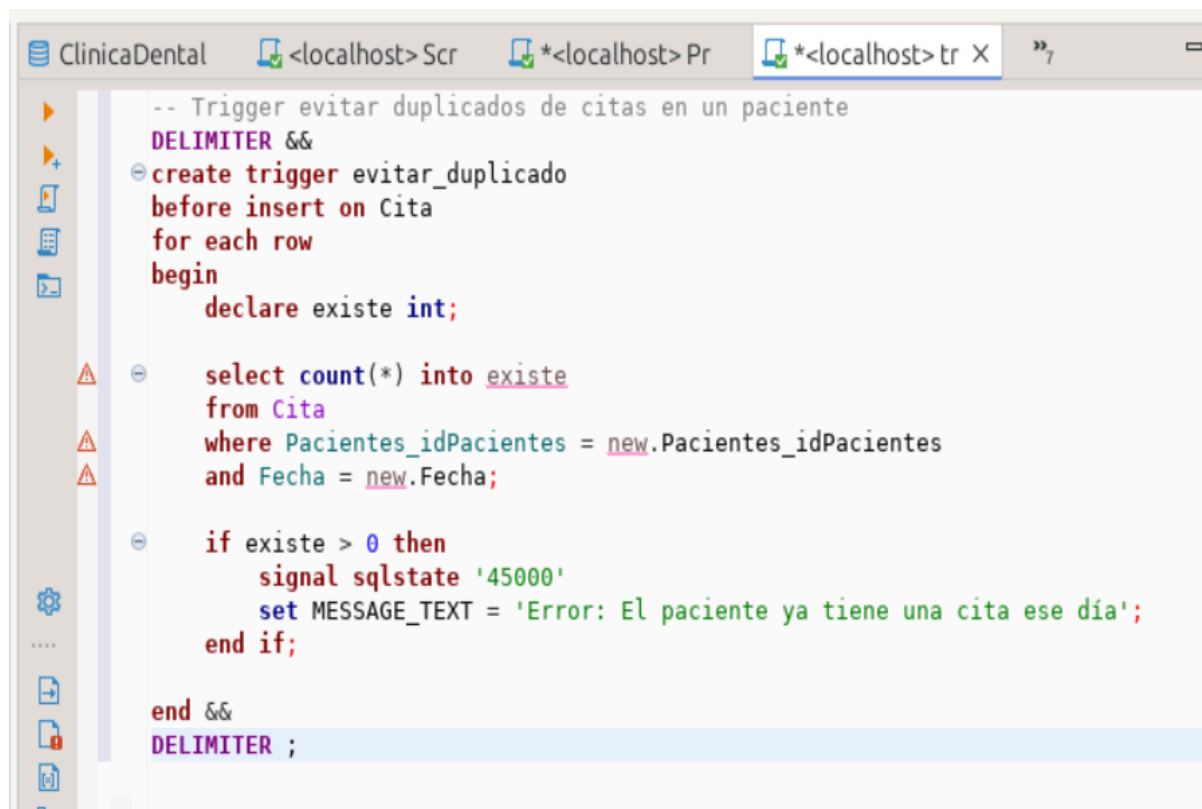 ClinicaDental <localhost> Scr *<localhost> Pr *<localhost> tr »7
-- Trigger evitar duplicados de citas en un paciente
DELIMITER &&
create trigger evitar_duplicado
before insert on Cita
for each row
begin
declare existe int;
select count(*) into existe
from Cita
where Pacientes_idPacientes = new.Pacientes_idPacientes
and Fecha = new.Fecha;
if existe > 0 then
signal sqlstate '45000'
set MESSAGE_TEXT = 'Error: El paciente ya tiene una cita ese día';
end if;
end &&
DELIMITER ;